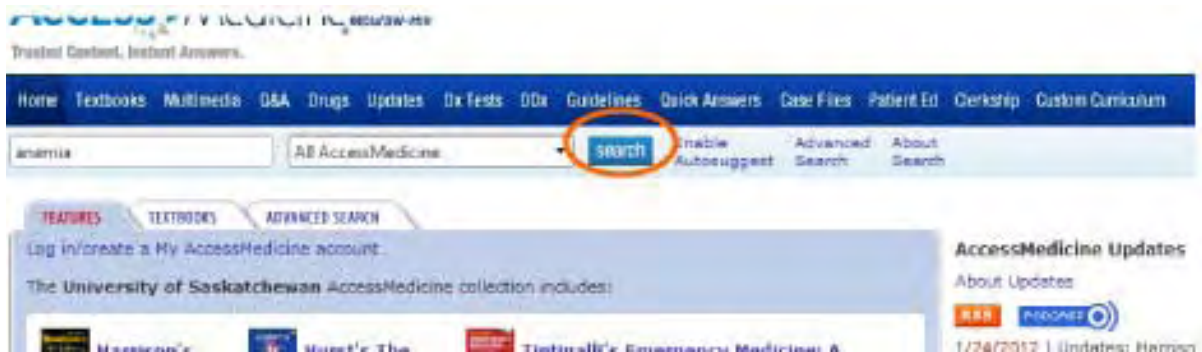 Trusted Content. Instant Answers.
Home Textbooks Multimedia Q&A Drugs Updates Dx Tests DDx Guidelines Quick Answers Case Files Patient Ed Clerkship Custom Curriculum
anemia All AccessMedicine search Enable Autosuggest Advanced Search About Search
FEATURES TEXTBOOKS ADVANCED SEARCH
Log in/create a My AccessMedicine account.
The University of Saskatchewan AccessMedicine collection includes:
Harrison's Hurst's The Tintinalli's Emergency Medicine: A
AccessMedicine Updates
About Updates
RSS PODCAST
1/24/2012 | Updates: Harrison